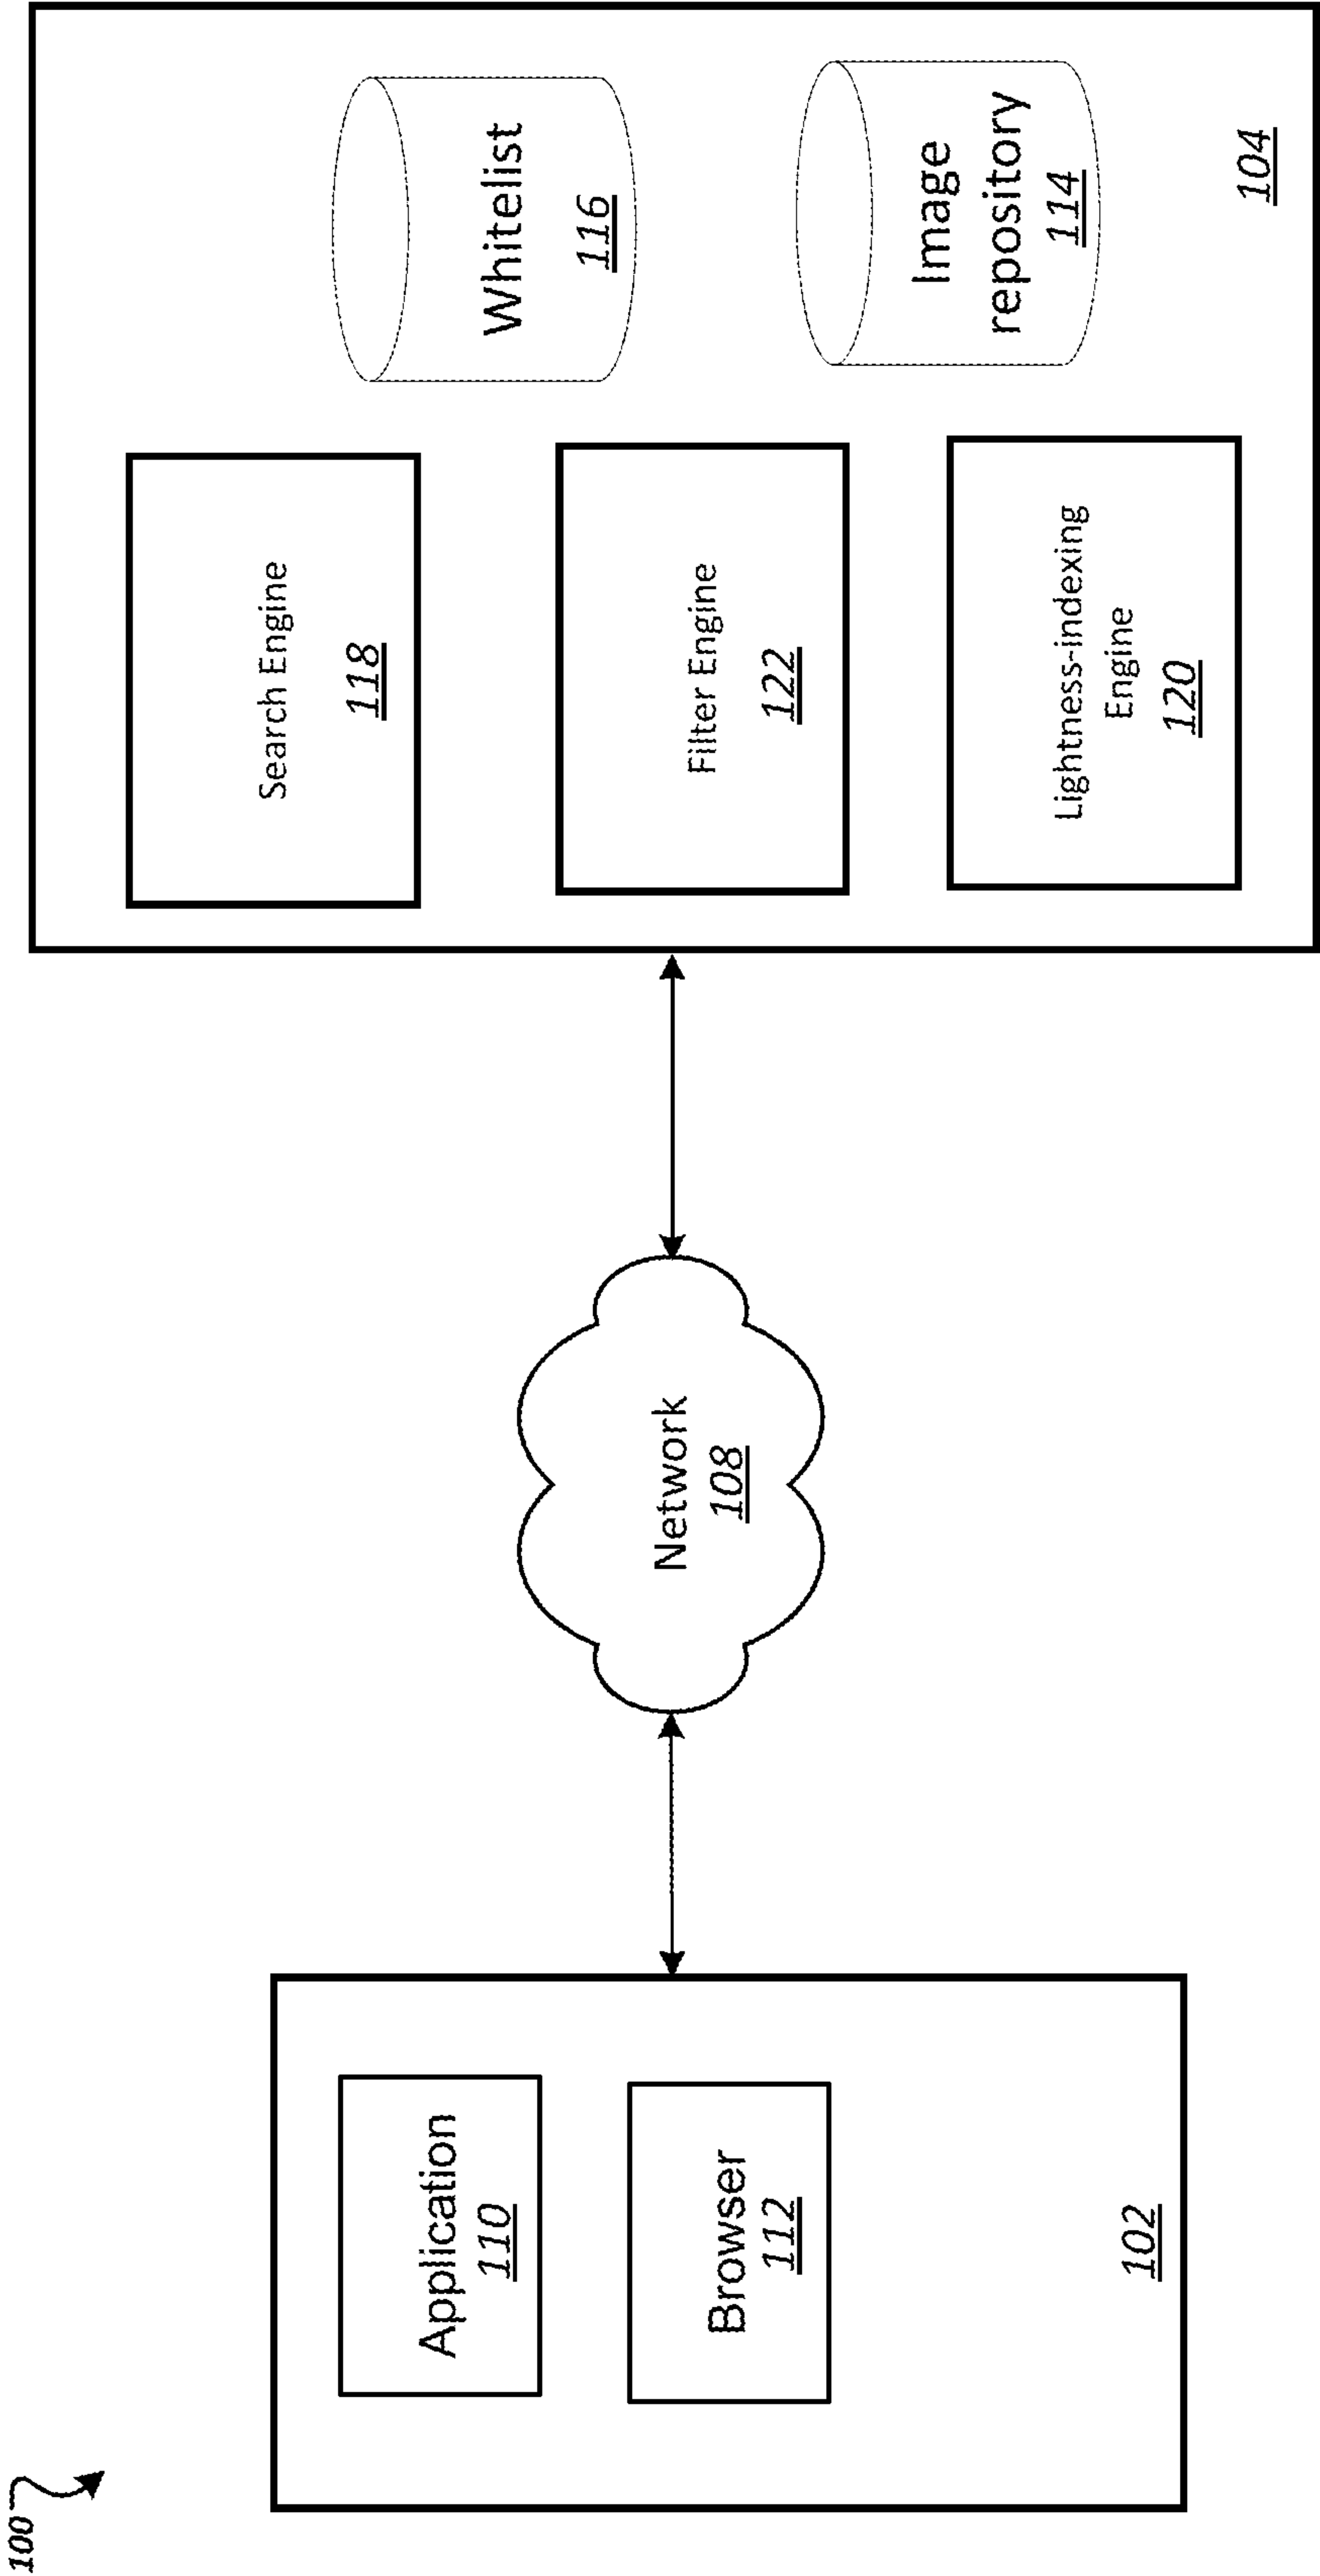 100
Application
110
Browser
112
102
Network
108
Search Engine
118
Filter Engine
122
Lightness-indexing
Engine
120
Whitelist
116
Image
repository
114
104